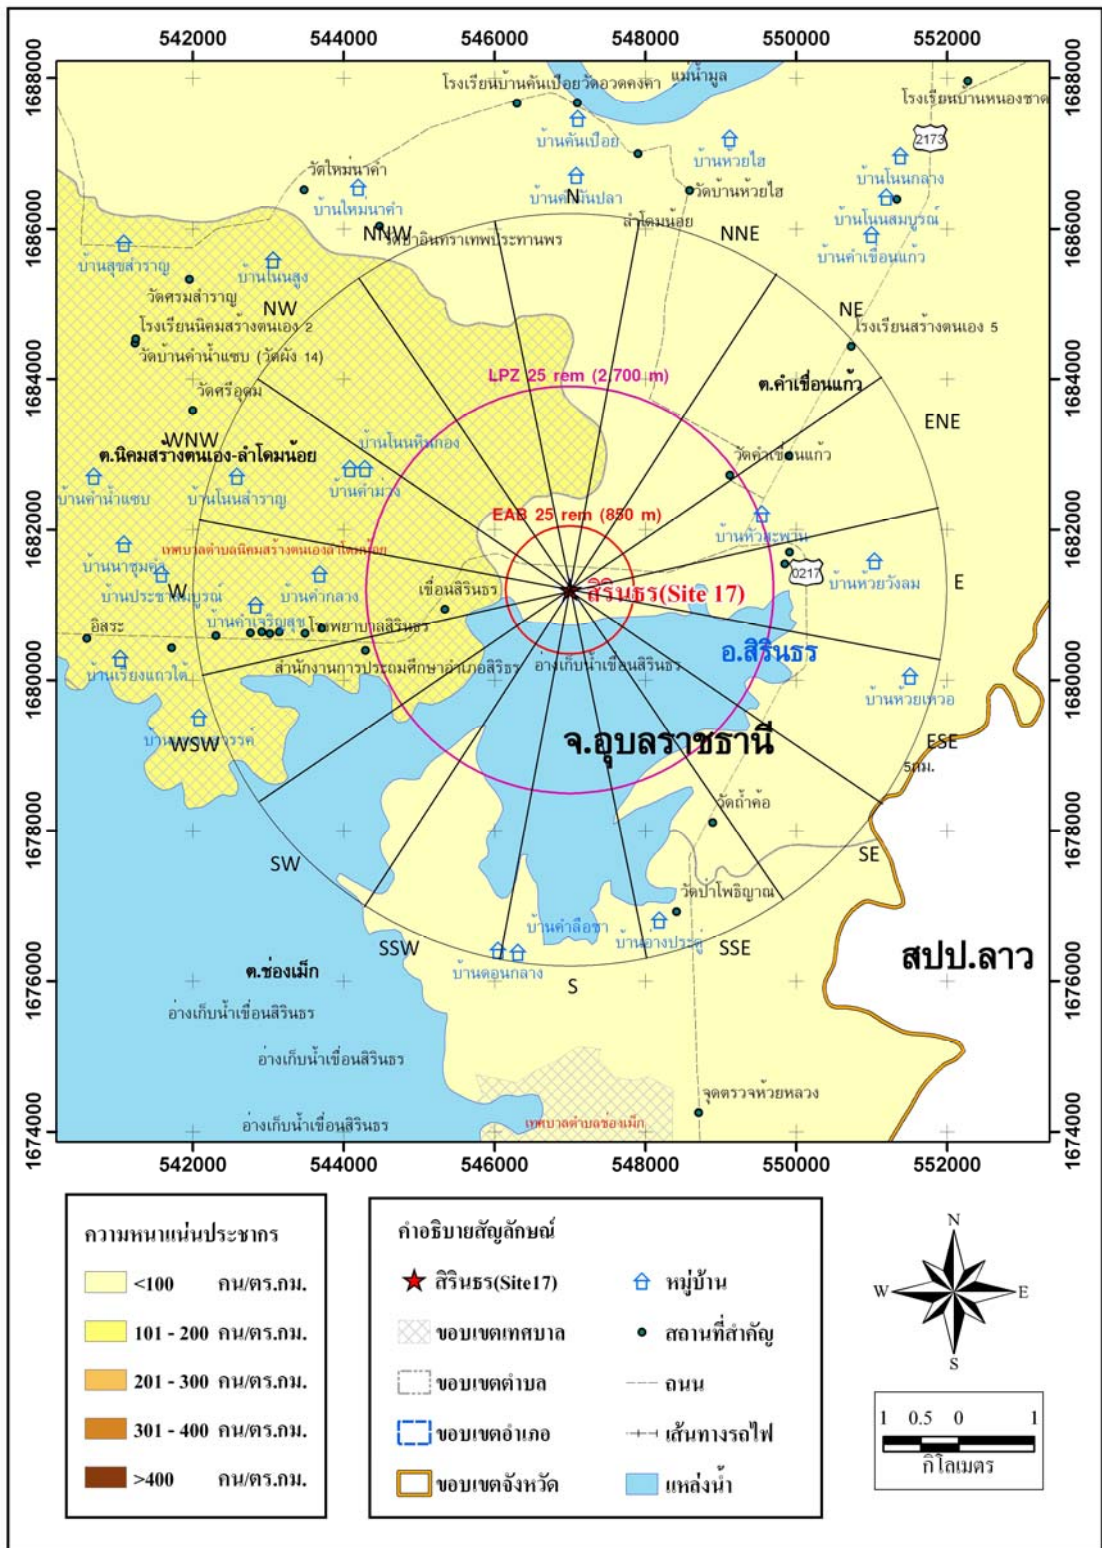 542000 544000 546000 548000 550000 552000
1688000 1688000
1686000 1686000
1684000 1684000
1682000 1682000
1680000 1680000
1678000 1678000
1676000 1676000
1674000 1674000
แม่น้ำมูล
โรงเรียนบ้านคันเปือย
วัดอวดคงคา
โรงเรียนบ้านหนองชาด
2173
บ้านคันเปือย
บ้านห้วยไฮ
บ้านโนนกลาง
วัดใหม่นาคำ
บ้านใหม่นาคำ
N
วัดบ้านห้วยไฮ
บ้านโนนสมบูรณ์
ลำโดมน้อย
NNW
NNE
บ้านคำเขื่อนแก้ว
บ้านสุขสำราญ
บ้านโนนสูง
วัดศรมสำราญ
NW
NE
โรงเรียนนิคมสร้างตนเอง 2
โรงเรียนสร้างตนเอง 5
วัดบ้านคำน้ำแซบ (วัดผัง 14)
LPZ 25 rem (2,700 m)
ต.คำเขื่อนแก้ว
วัดศรีอุดม
WNW
ENE
ต.นิคมสร้างตนเอง-ลำโดมน้อย
บ้านโนนหินกอง
วัดคำเขื่อนแก้ว
บ้านคำน้ำแซบ
บ้านโนนสำราญ
บ้านคำม่วง
EAB 25 rem (850 m)
บ้านหัวสะพาน
เทศบาลตำบลนิคมสร้างตนเองลำโดมน้อย
บ้านนาชุมคำ
W
บ้านประชาสมบูรณ์
บ้านคำกลาง
เขื่อนสิรินธร
สิรินธร(Site 17)
0217
บ้านห้วยวังลม
E
อิสระ
บ้านคำเจริญสุข
โรงพยาบาลสิรินธร
อ.สิรินธร
บ้านเรียงแถวใต้
สำนักงานการประถมศึกษาอำเภอสิริธร
อ่างเก็บน้ำเขื่อนสิรินธร
บ้านห้วยเหว่อ
WSW
จ.อุบลราชธานี
ESE
5กม.
วัดถ้ำค้อ
SW
SE
วัดป่าโพธิญาณ
บ้านคำลือชา
บ้านอ่างประดู่
SSW
SSE
บ้านดอนกลาง
S
สปป.ลาว
ต.ช่องเม็ก
อ่างเก็บน้ำเขื่อนสิรินธร
อ่างเก็บน้ำเขื่อนสิรินธร
อ่างเก็บน้ำเขื่อนสิรินธร
จุดตรวจห้วยหลวง
เทศบาลตำบลช่องเม็ก
542000 544000 546000 548000 550000 552000
ความหนาแน่นประชากร
<100 คน/ตร.กม.
101 - 200 คน/ตร.กม.
201 - 300 คน/ตร.กม.
301 - 400 คน/ตร.กม.
>400 คน/ตร.กม.
คำอธิบายสัญลักษณ์
สิรินธร(Site17)
ขอบเขตเทศบาล
ขอบเขตตำบล
ขอบเขตอำเภอ
ขอบเขตจังหวัด
หมู่บ้าน
สถานที่สำคัญ
ถนน
เส้นทางรถไฟ
แหล่งน้ำ
N
W E
S
1 0.5 0 1
กิโลเมตร